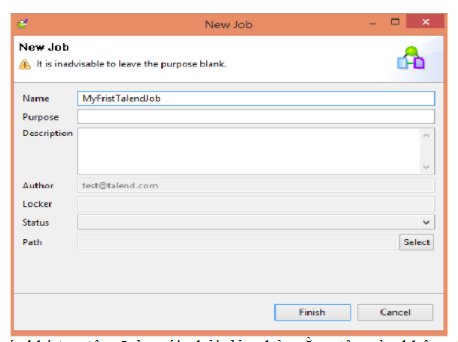 New Job
New Job
It is inadvisable to leave the purpose blank.
Name MyFristTalendJob
Purpose
Description
Author test@talend.com
Locker
Status
Path Select
Finish Cancel